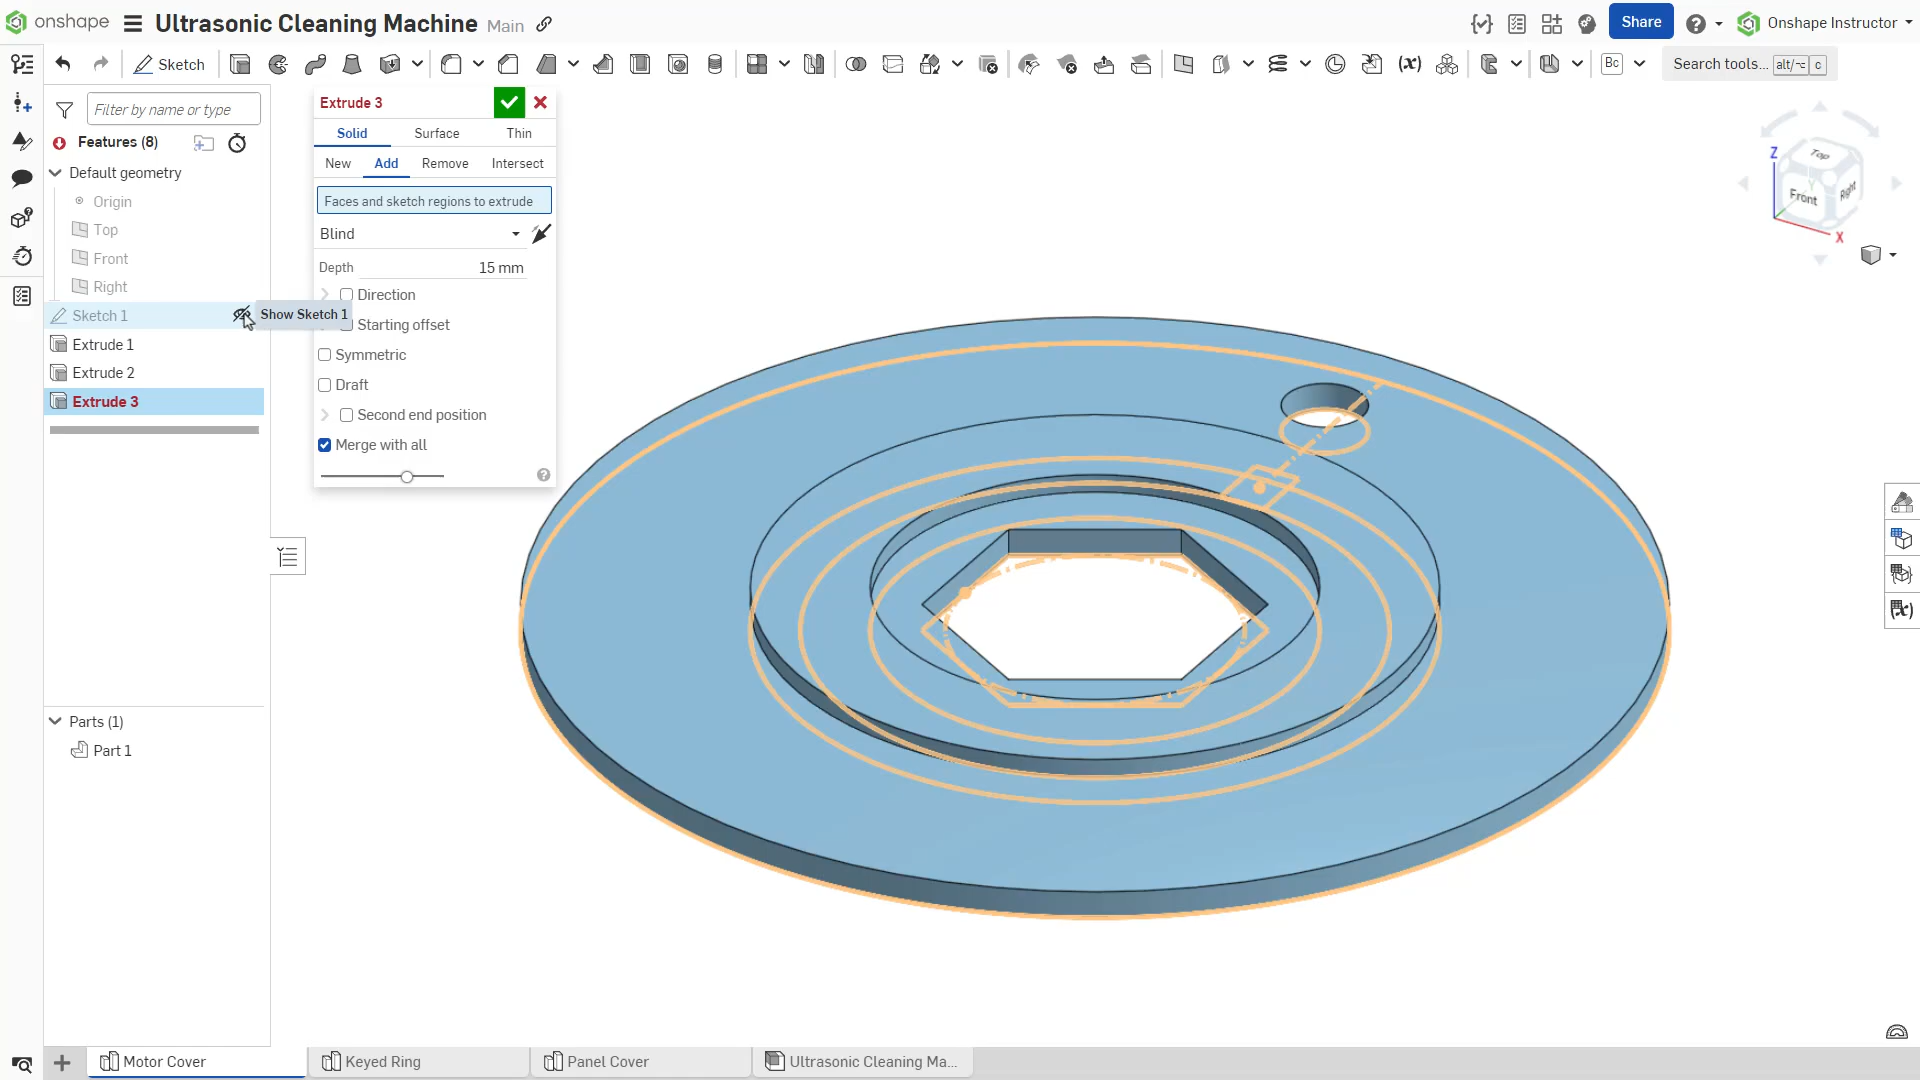 onshape Ultrasonic Cleaning Machine Main Share Onshape Instructor
Sketch Bc Search tools... alt/⌥ c
Filter by name or type
Features (8)
Default geometry
Origin
Top
Front
Right
Sketch 1
Show Sketch 1
Extrude 1
Extrude 2
Extrude 3
Parts (1)
Part 1
Extrude 3
Solid Surface Thin
New Add Remove Intersect
Faces and sketch regions to extrude
Blind
Depth 15 mm
Direction
Starting offset
Symmetric
Draft
Second end position
Merge with all
Z
Top
Y
Front Right
X
Motor Cover Keyed Ring Panel Cover Ultrasonic Cleaning Ma...